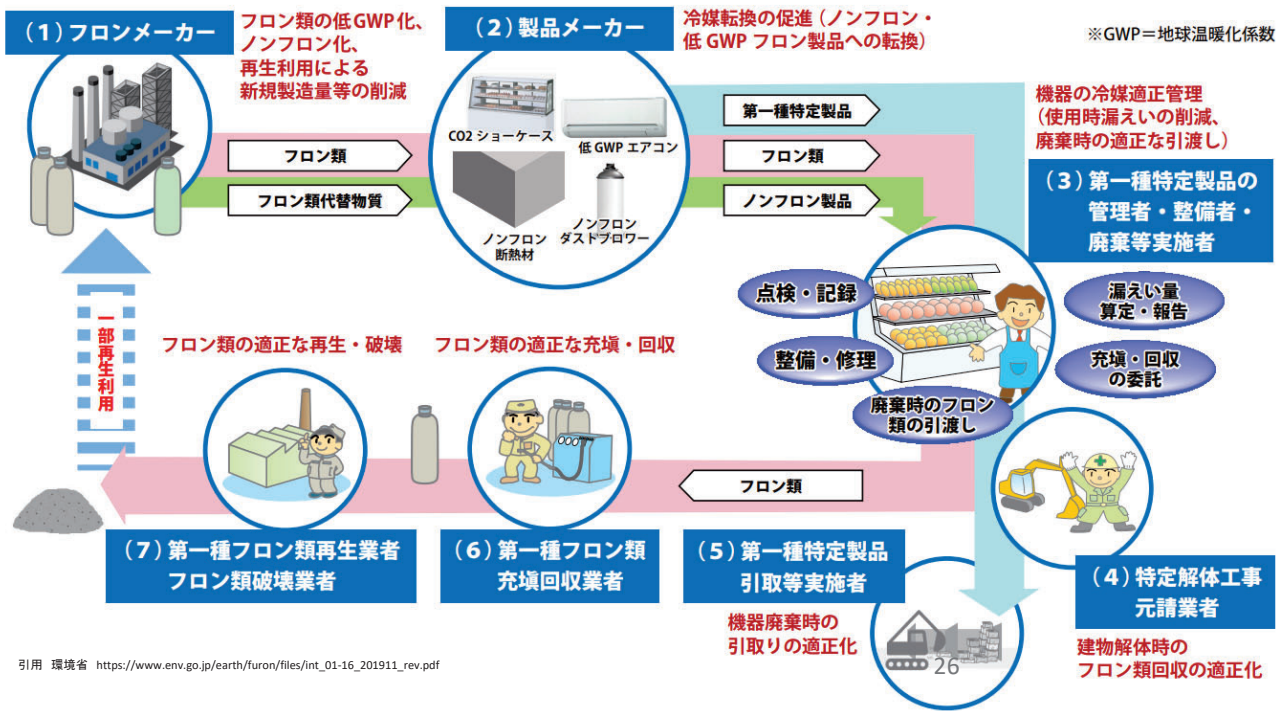 (1)フロンメーカー
フロン類の低GWP化、
ノンフロン化、
再生利用による
新規製造量等の削減
(2)製品メーカー
冷媒転換の促進(ノンフロン・
低GWPフロン製品への転換)
※GWP=地球温暖化係数
CO2ショーケース
低GWPエアコン
ノンフロン
断熱材
ノンフロン
ダストブロワー
フロン類
フロン類代替物質
第一種特定製品
フロン類
ノンフロン製品
機器の冷媒適正管理
(使用時漏えいの削減、
廃棄時の適正な引渡し)
(3)第一種特定製品の
管理者・整備者・
廃棄等実施者
点検・記録
整備・修理
廃棄時のフロン
類の引渡し
漏えい量
算定・報告
充塡・回収
の委託
一部再生利用
フロン類の適正な再生・破壊
フロン類の適正な充塡・回収
フロン類
(7)第一種フロン類再生業者
フロン類破壊業者
(6)第一種フロン類
充塡回収業者
(5)第一種特定製品
引取等実施者
機器廃棄時の
引取りの適正化
(4)特定解体工事
元請業者
建物解体時の
フロン類回収の適正化
26
引用 環境省 https://www.env.go.jp/earth/furon/files/int_01-16_201911_rev.pdf